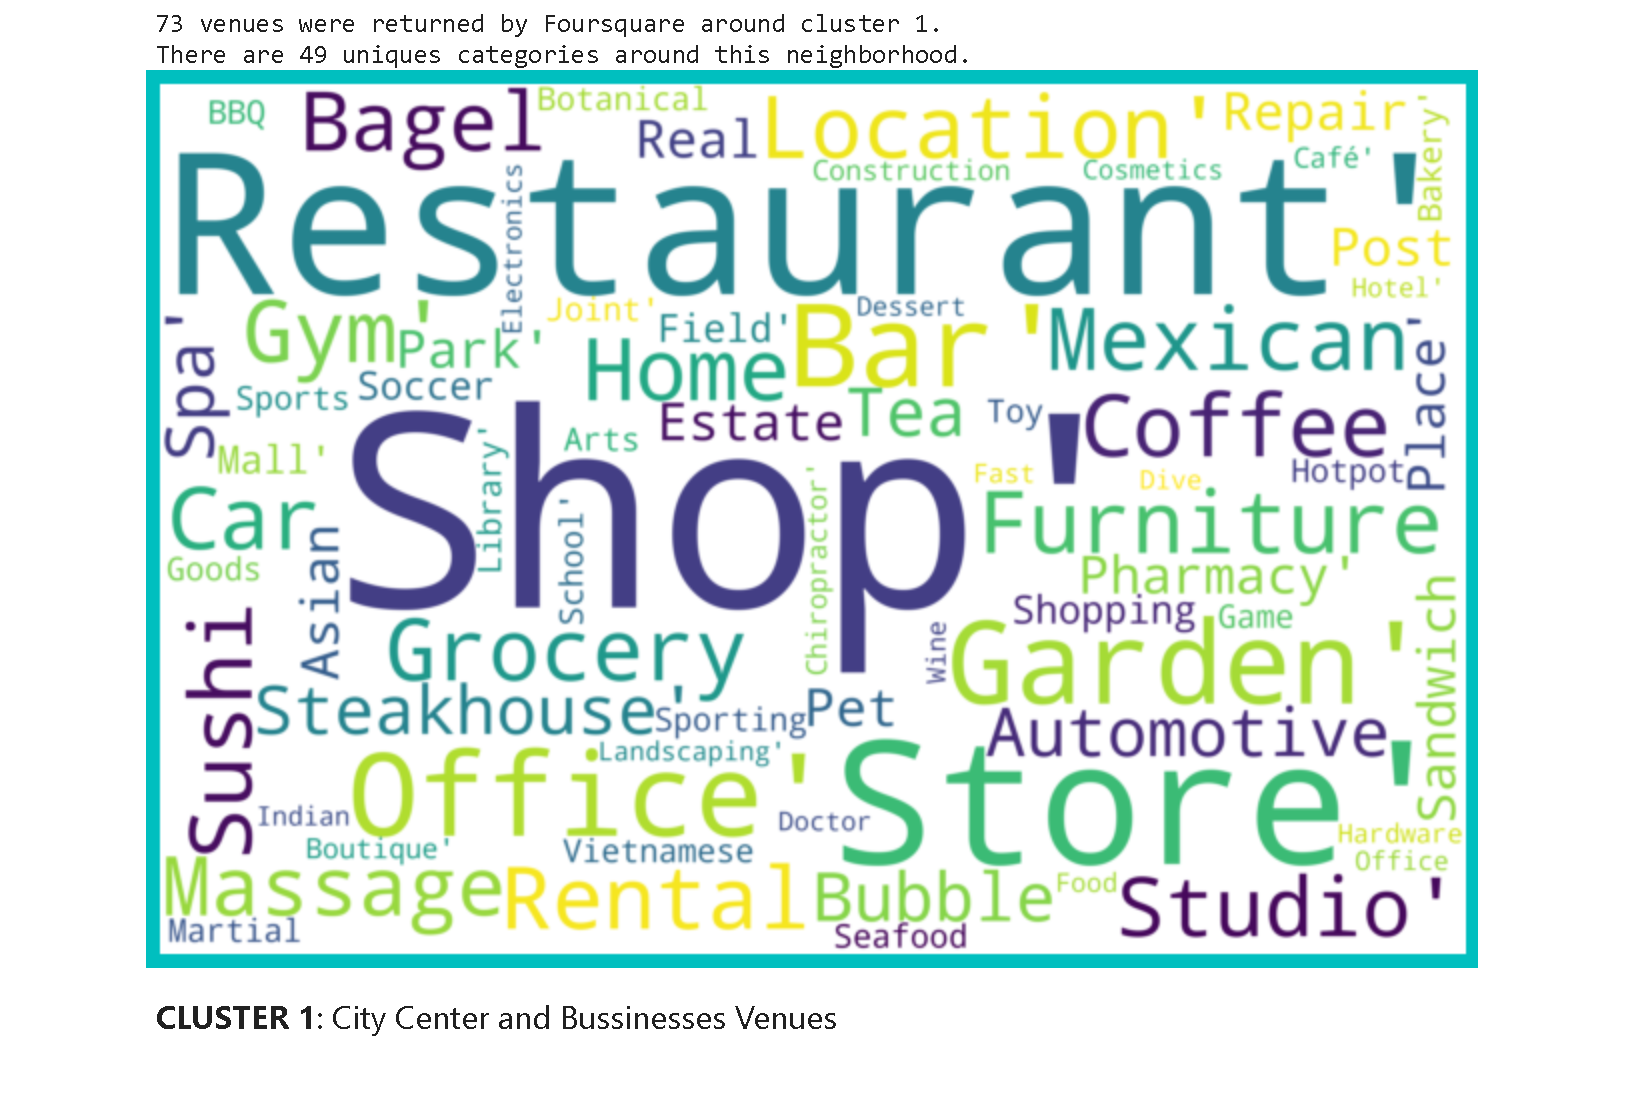 73 venues were returned by Foursquare around cluster 1.
There are 49 uniques categories around this neighborhood.
BBQ
Bagel
Botanical
Real
Location'
Repair
Bakery'
Construction
Cosmetics
Café'
Restaurant'
Electronics
Post
Hotel'
Spa'
Gym'
Park'
Joint'
Field'
Home
Bar'
Dessert
Mexican
Place'
Sports
Soccer
Estate
Tea
Toy
Coffee
Mall'
Library'
Arts
Shop'
Fast
Dive
Hotpot
Car
Goods
Asian
School'
Chiropractor'
Furniture
Pharmacy'
Sushi
Grocery
Wine
Shopping
Game
Garden'
Sandwich
Steakhouse'
Sporting
Pet
Automotive
Landscaping'
Office'
Store'
Indian
Doctor
Boutique'
Vietnamese
Hardware
Office
Massage
Rental
Bubble
Food
Studio'
Martial
Seafood
CLUSTER 1: City Center and Bussinesses Venues